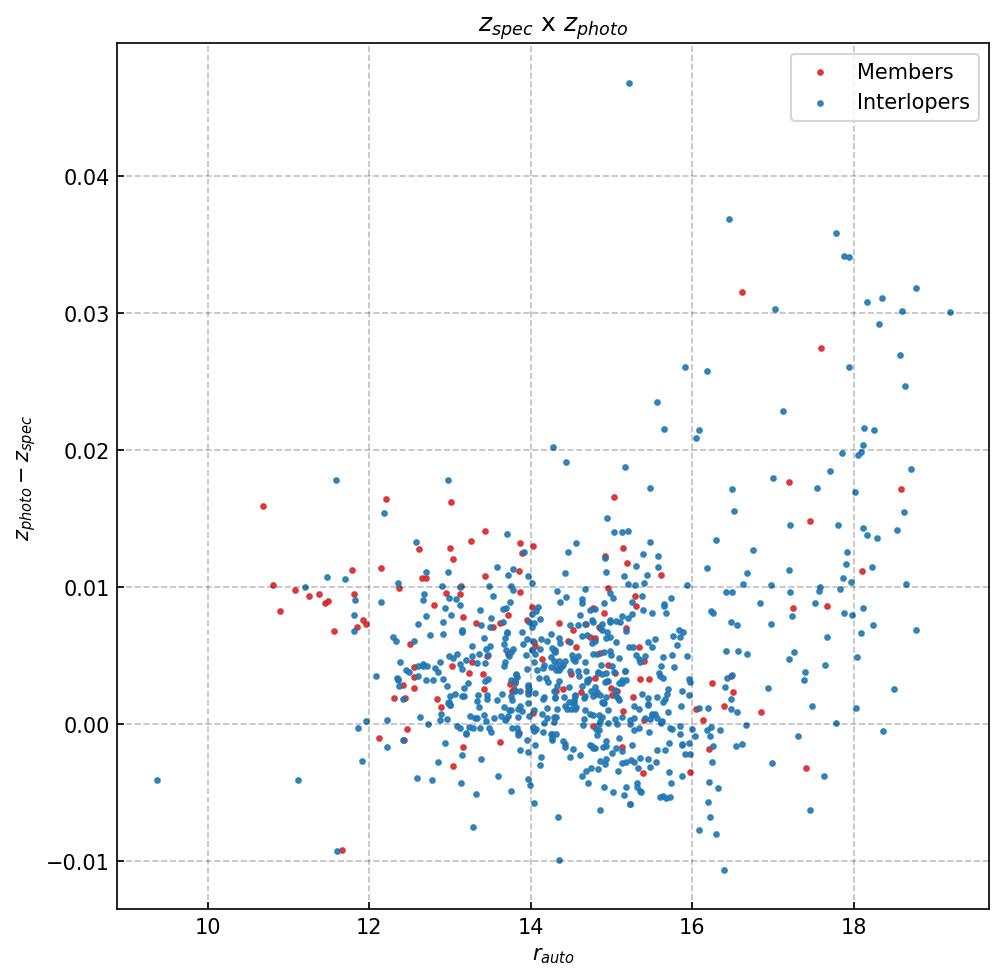 z_spec x z_photo
Members
Interlopers
0.04
0.03
0.02
0.01
0.00
−0.01
z_photo − z_spec
10 12 14 16 18
r_auto